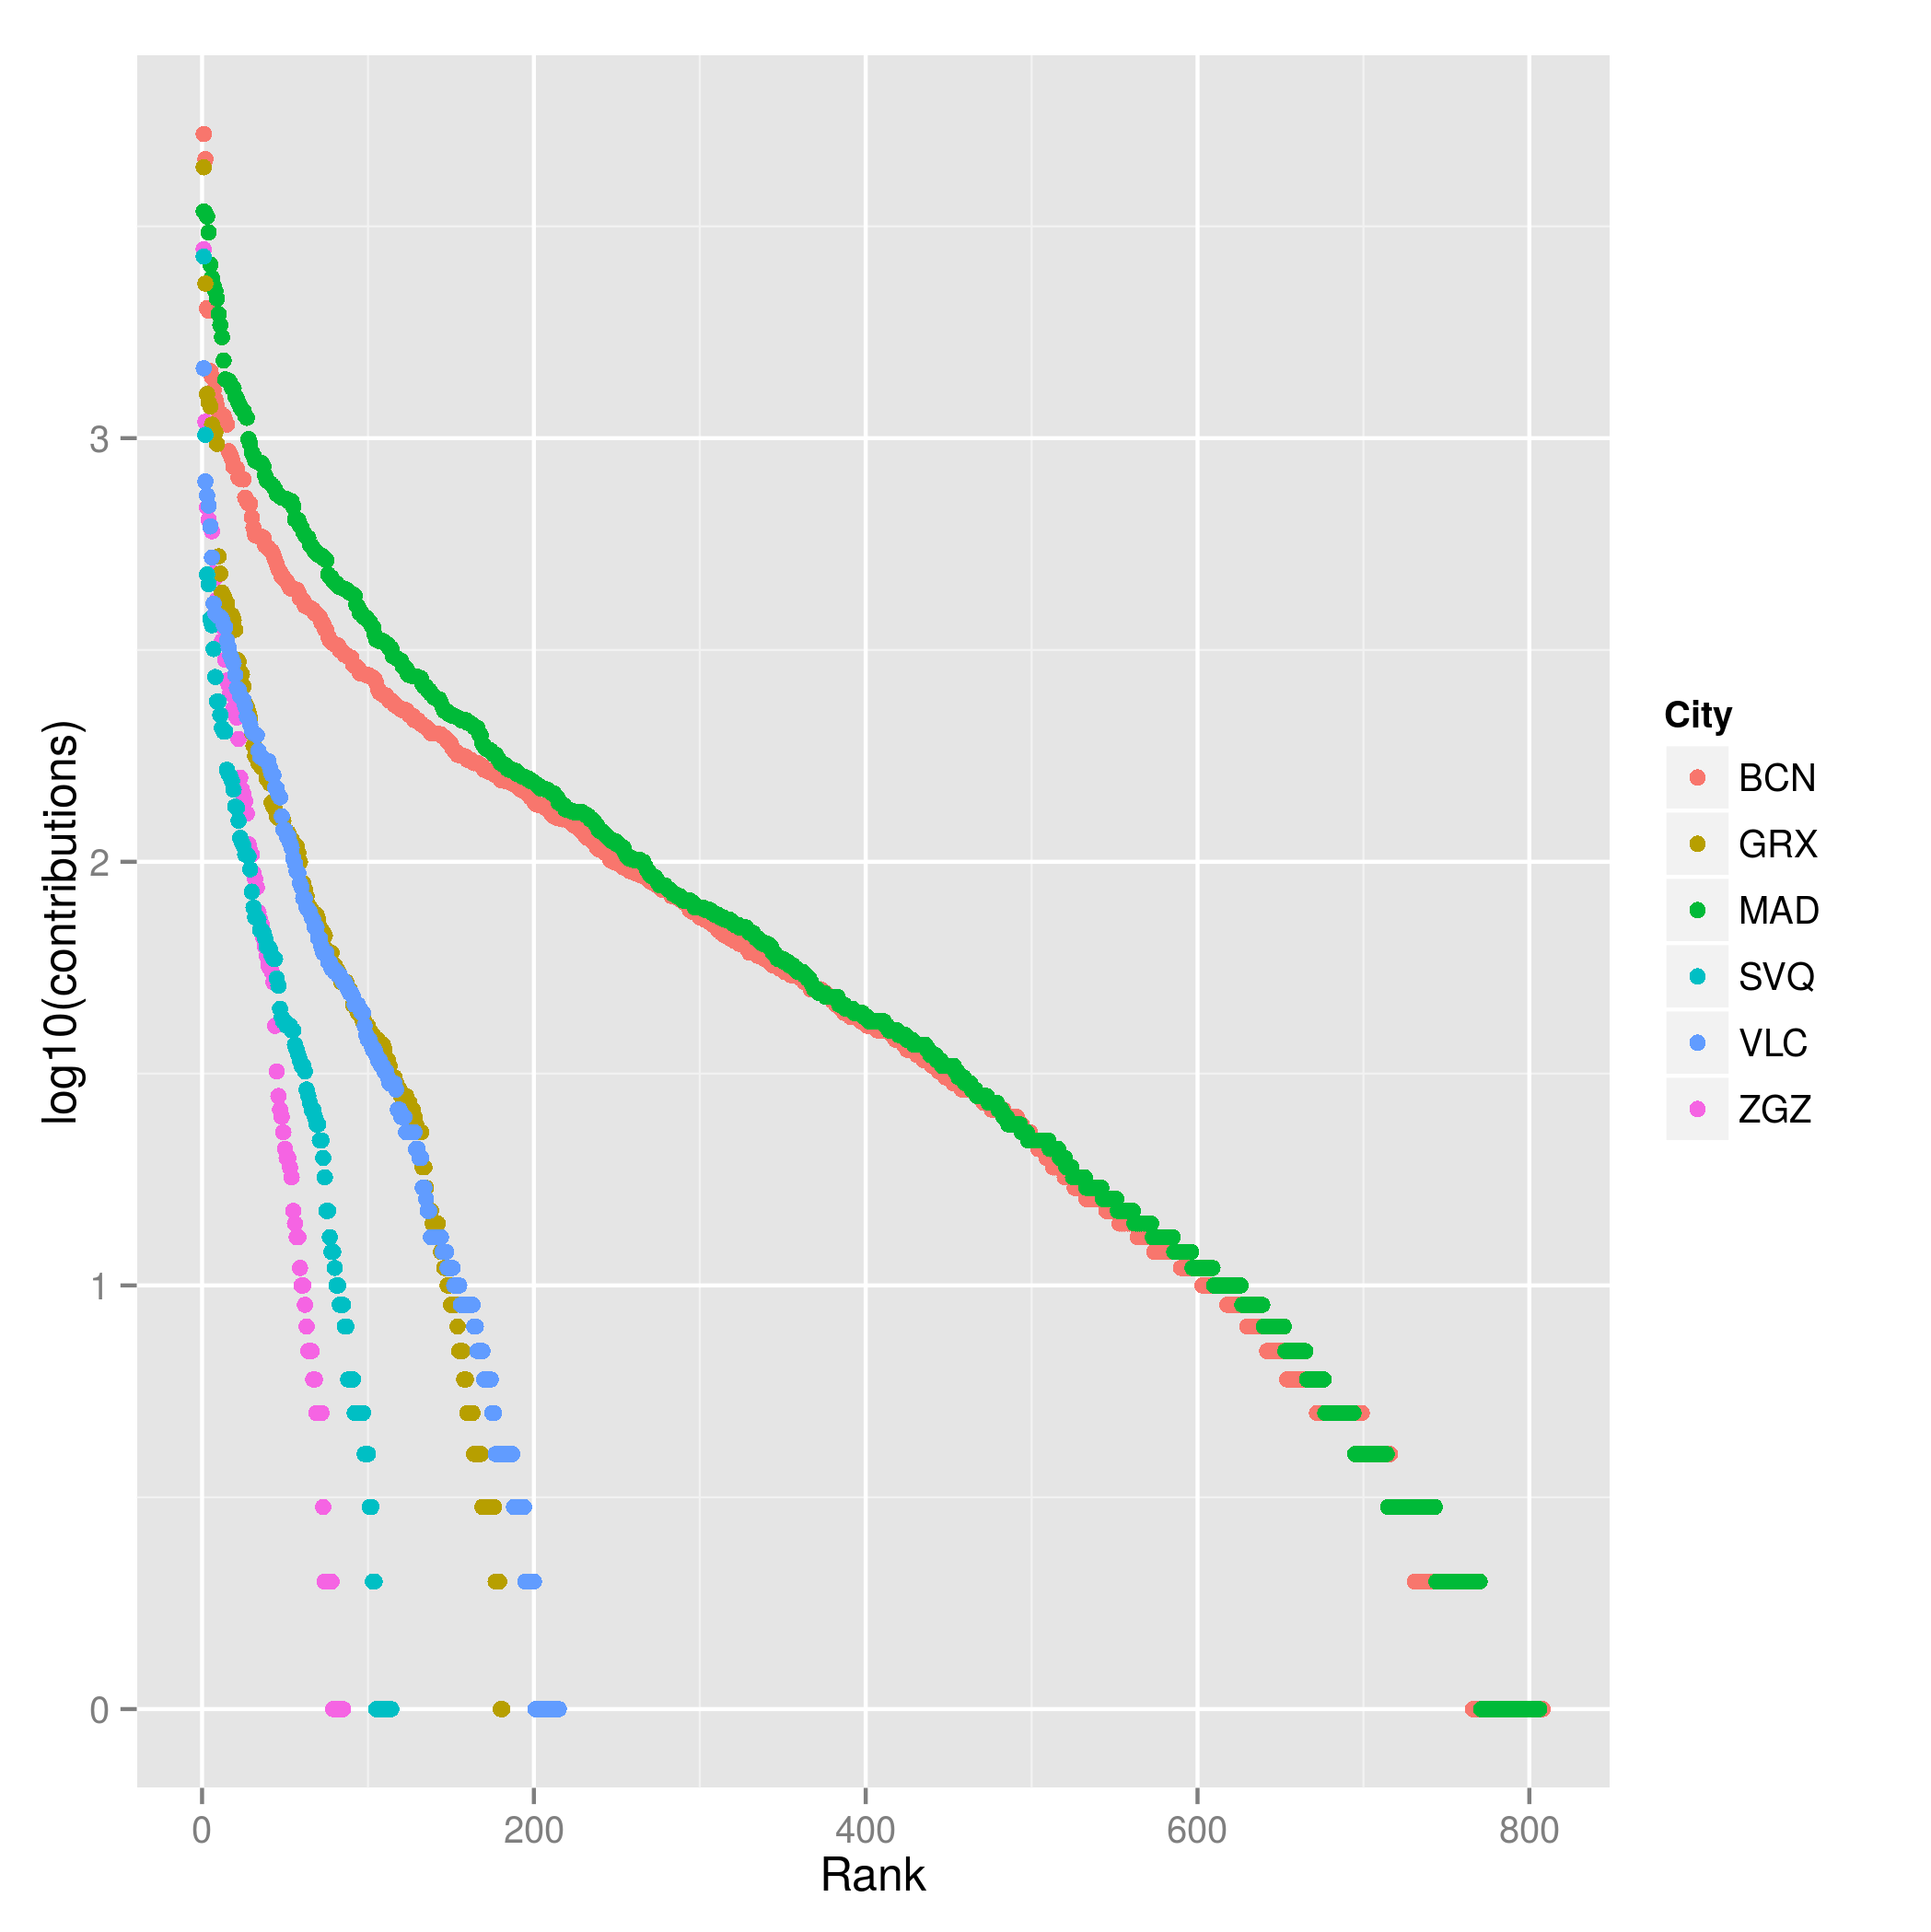 log10(contributions)
3
2
1
0
0 200 400 600 800
Rank
City
BCN
GRX
MAD
SVQ
VLC
ZGZ